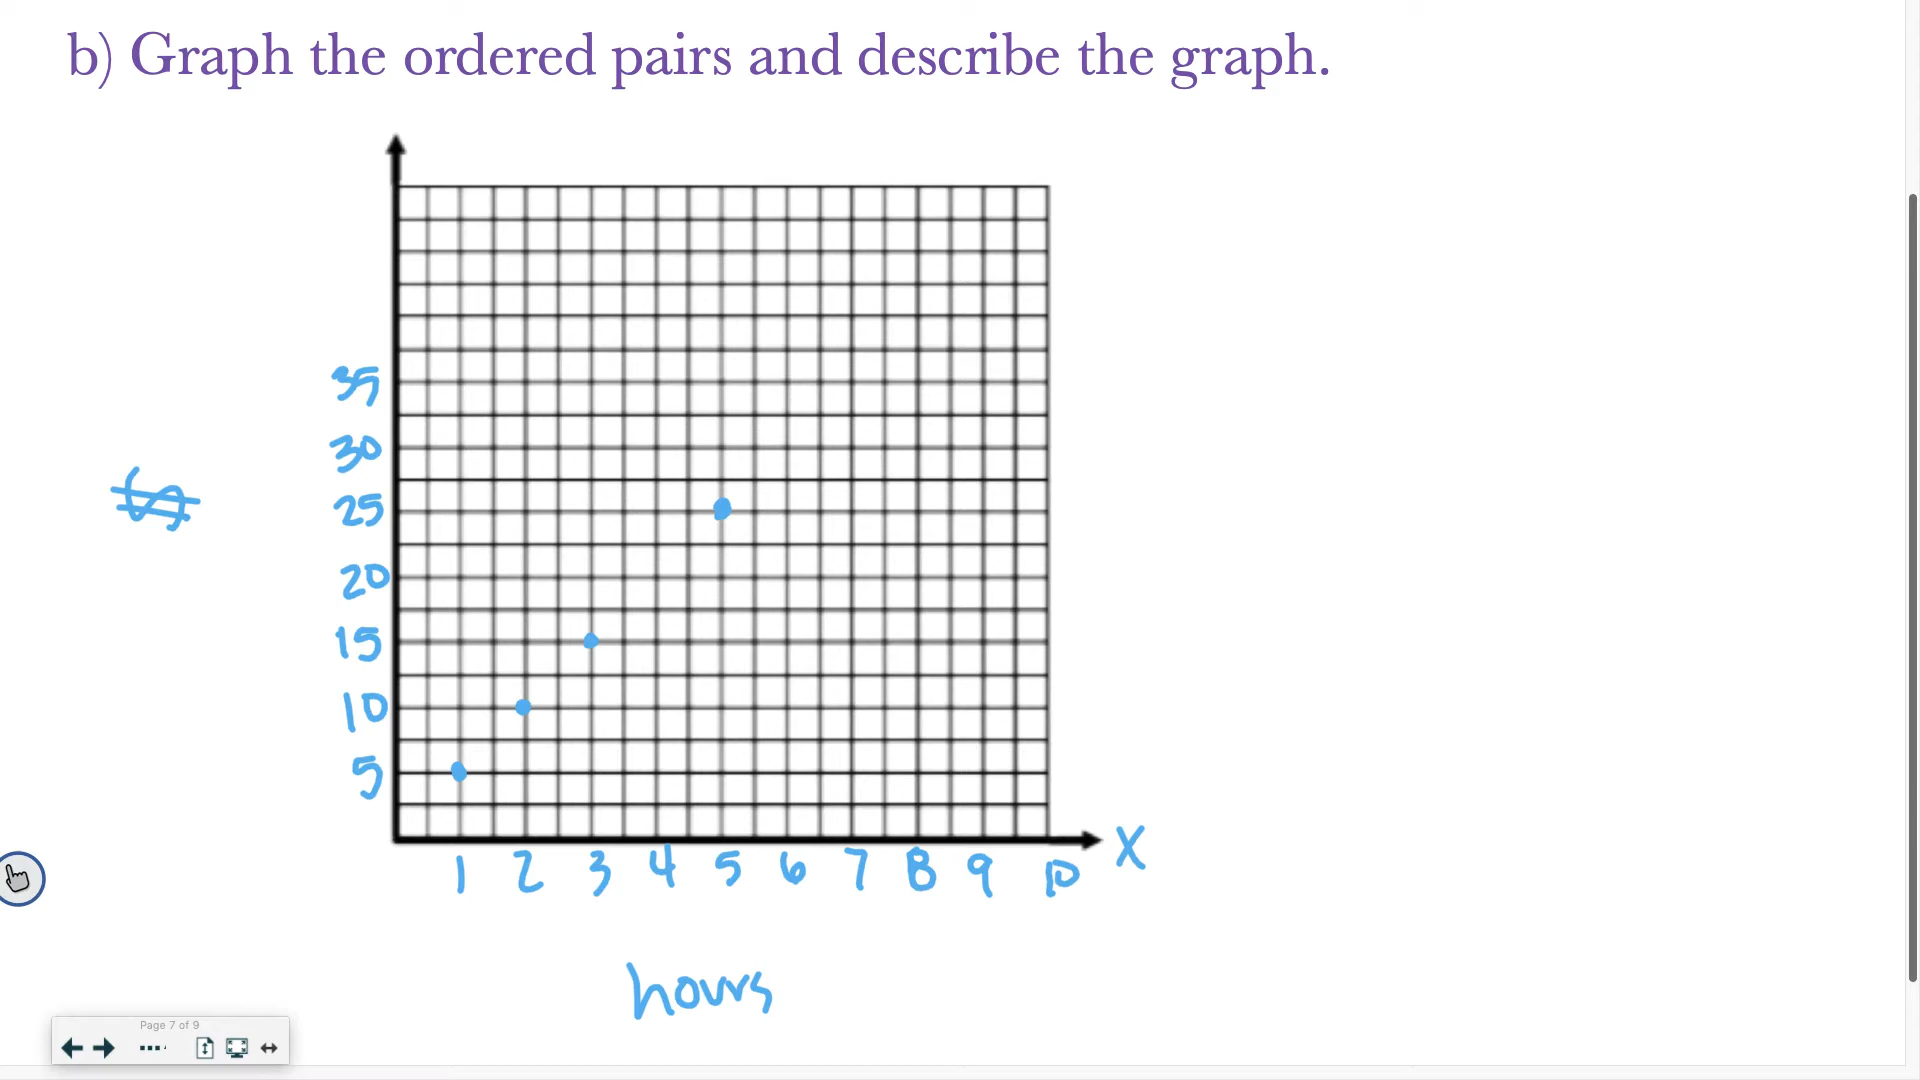 b) Graph the ordered pairs and describe the graph.
35
30
$
25
20
15
10
5
X
1 2 3 4 5 6 7 8 9 10
hours
Page 7 of 9